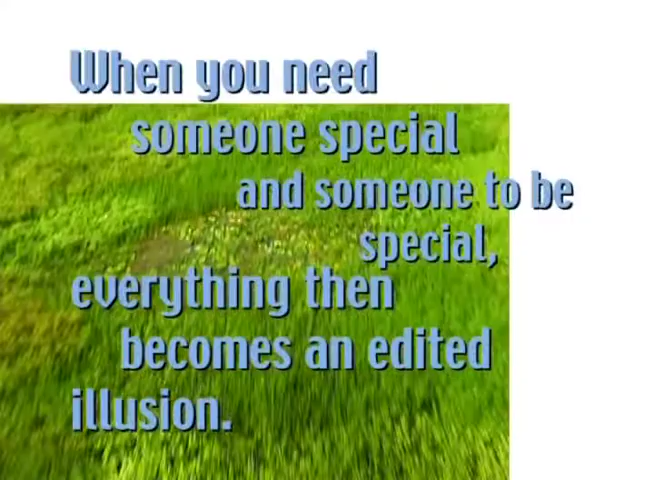 When you need
someone special
and someone to be
special,
everything then
becomes an edited
illusion.